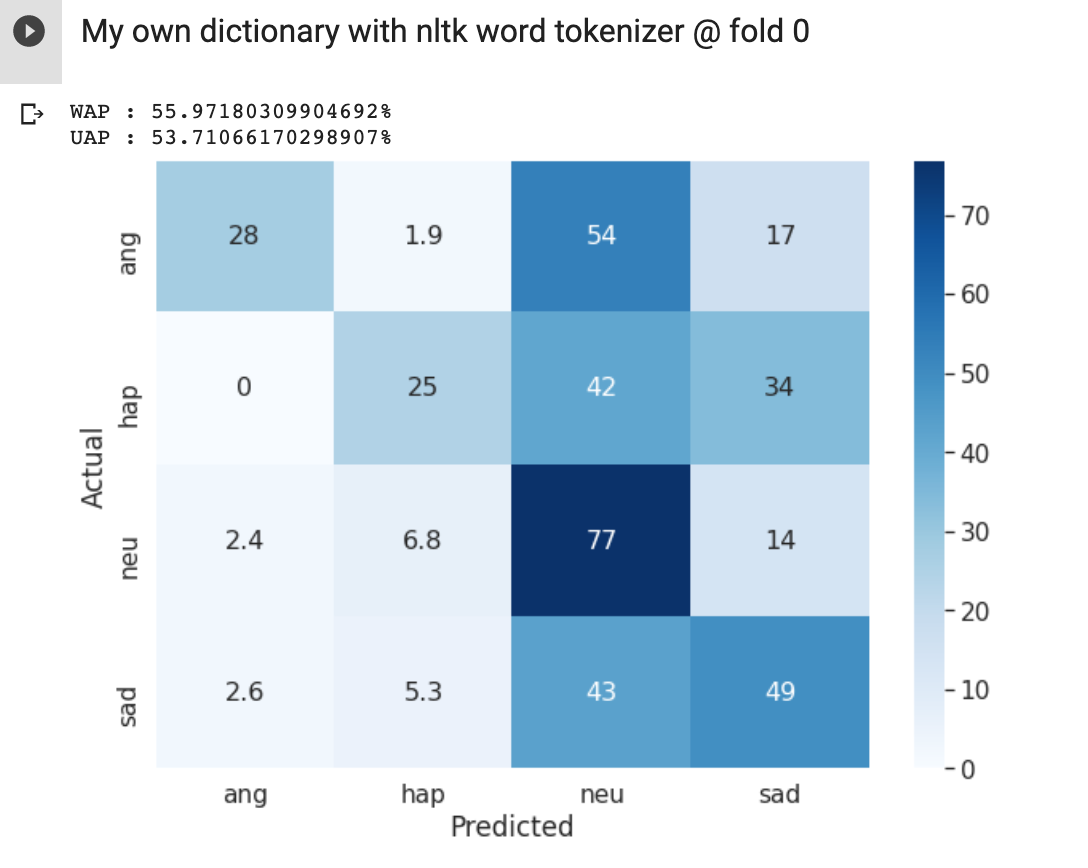 My own dictionary with nltk word tokenizer @ fold 0
WAP : 55.97180309904692%
UAP : 53.71066170298907%
ang 28 1.9 54 17
hap 0 25 42 34
neu 2.4 6.8 77 14
sad 2.6 5.3 43 49
Actual
ang hap neu sad
Predicted
70
60
50
40
30
20
10
0